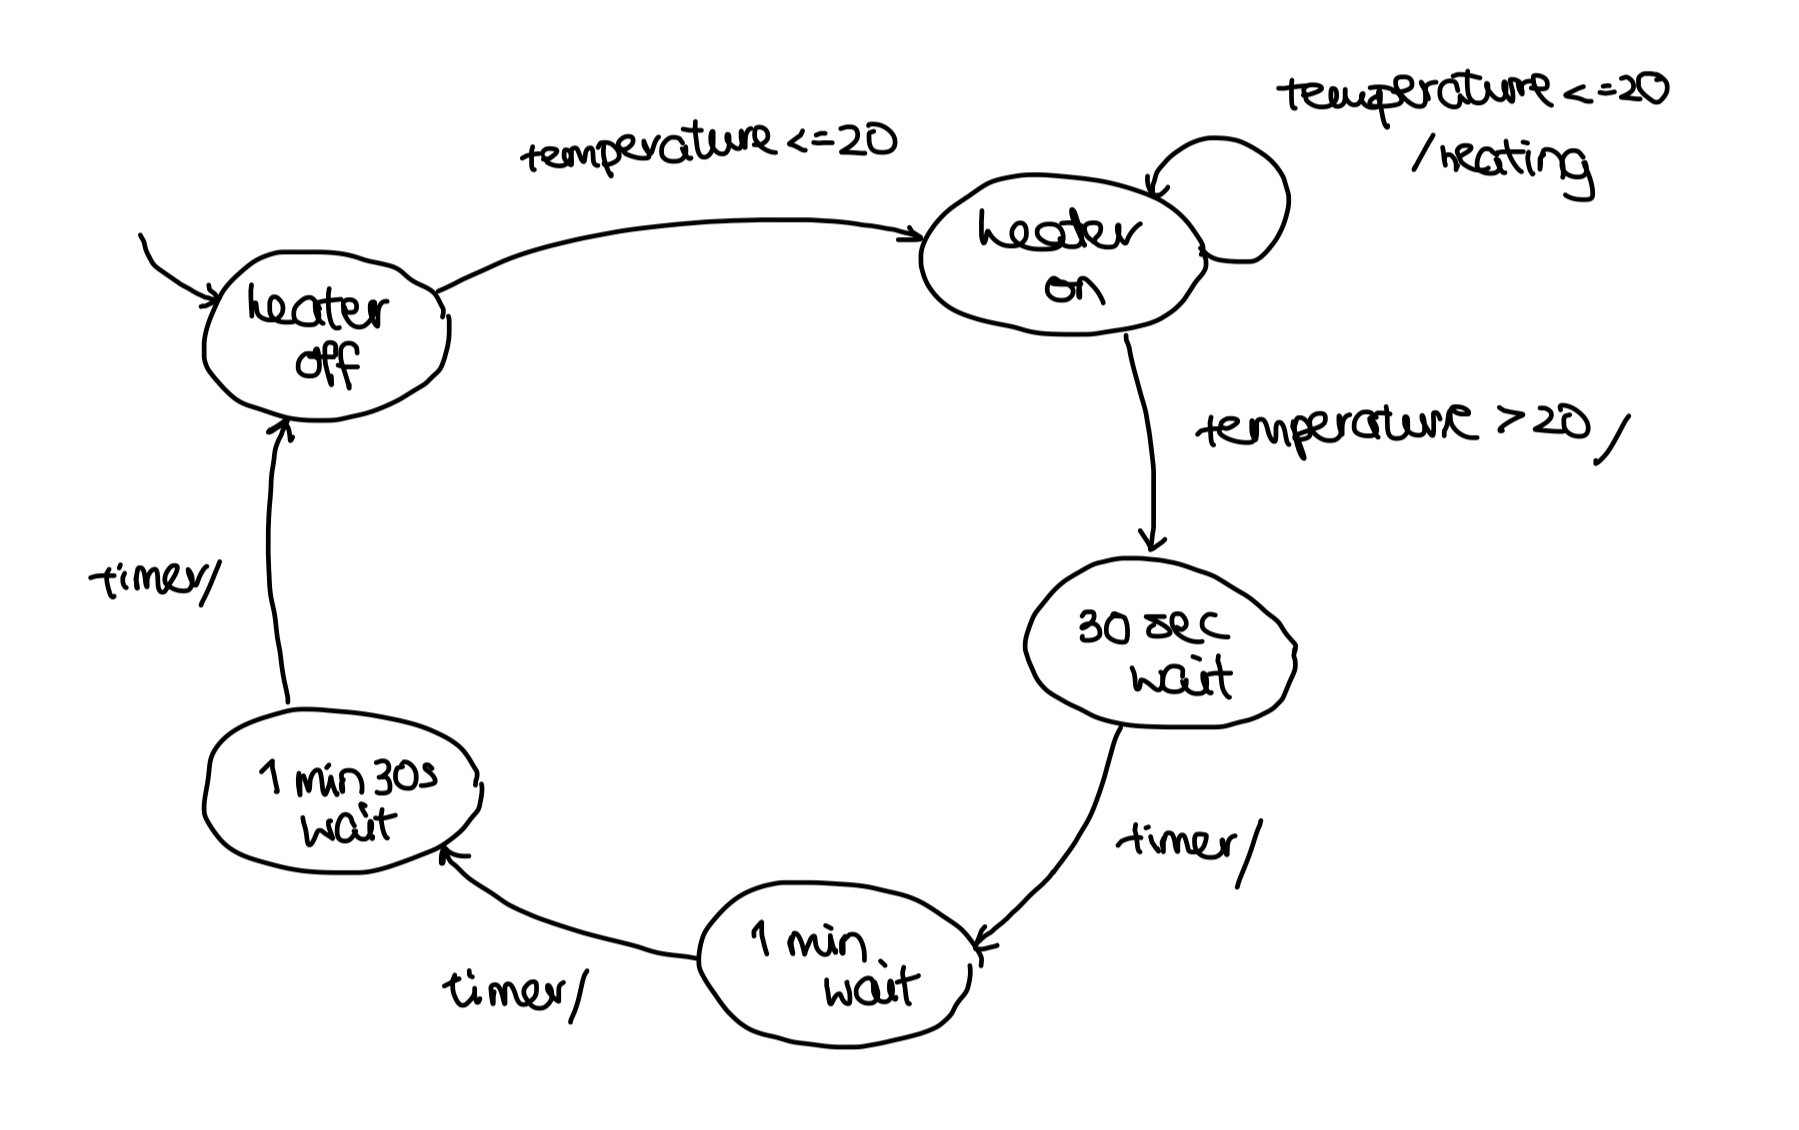 temperature <=20
/heating
temperature <=20
heater
on
heater
off
temperature >20 /
timer/
30 sec
wait
1 min 30s
wait
timer/
1 min
wait
timer/